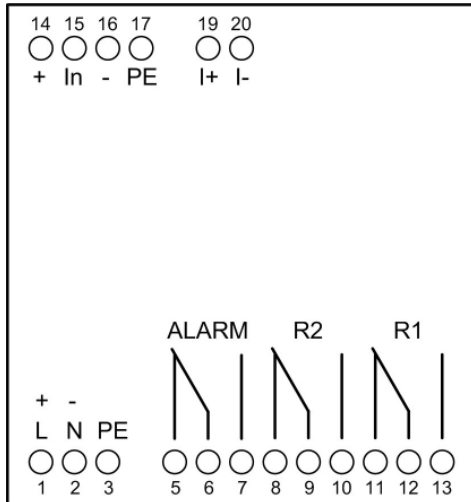 14 15 16 17 19 20
+ In - PE I+ I-
ALARM R2 R1
+ -
L N PE
1 2 3 5 6 7 8 9 10 11 12 13